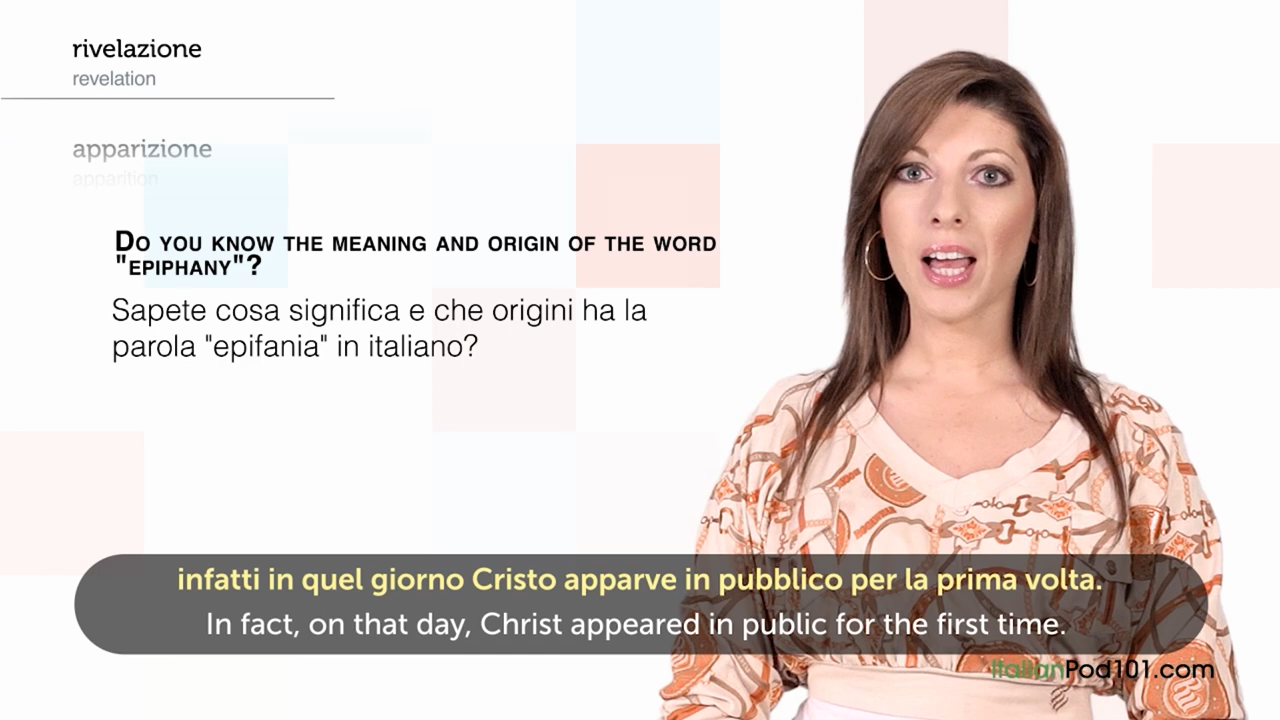 rivelazione
revelation
apparizione
apparition
DO YOU KNOW THE MEANING AND ORIGIN OF THE WORD
"EPIPHANY"?
Sapete cosa significa e che origini ha la
parola "epifania" in italiano?
infatti in quel giorno Cristo apparve in pubblico per la prima volta.
In fact, on that day, Christ appeared in public for the first time.
ItalianPod101.com